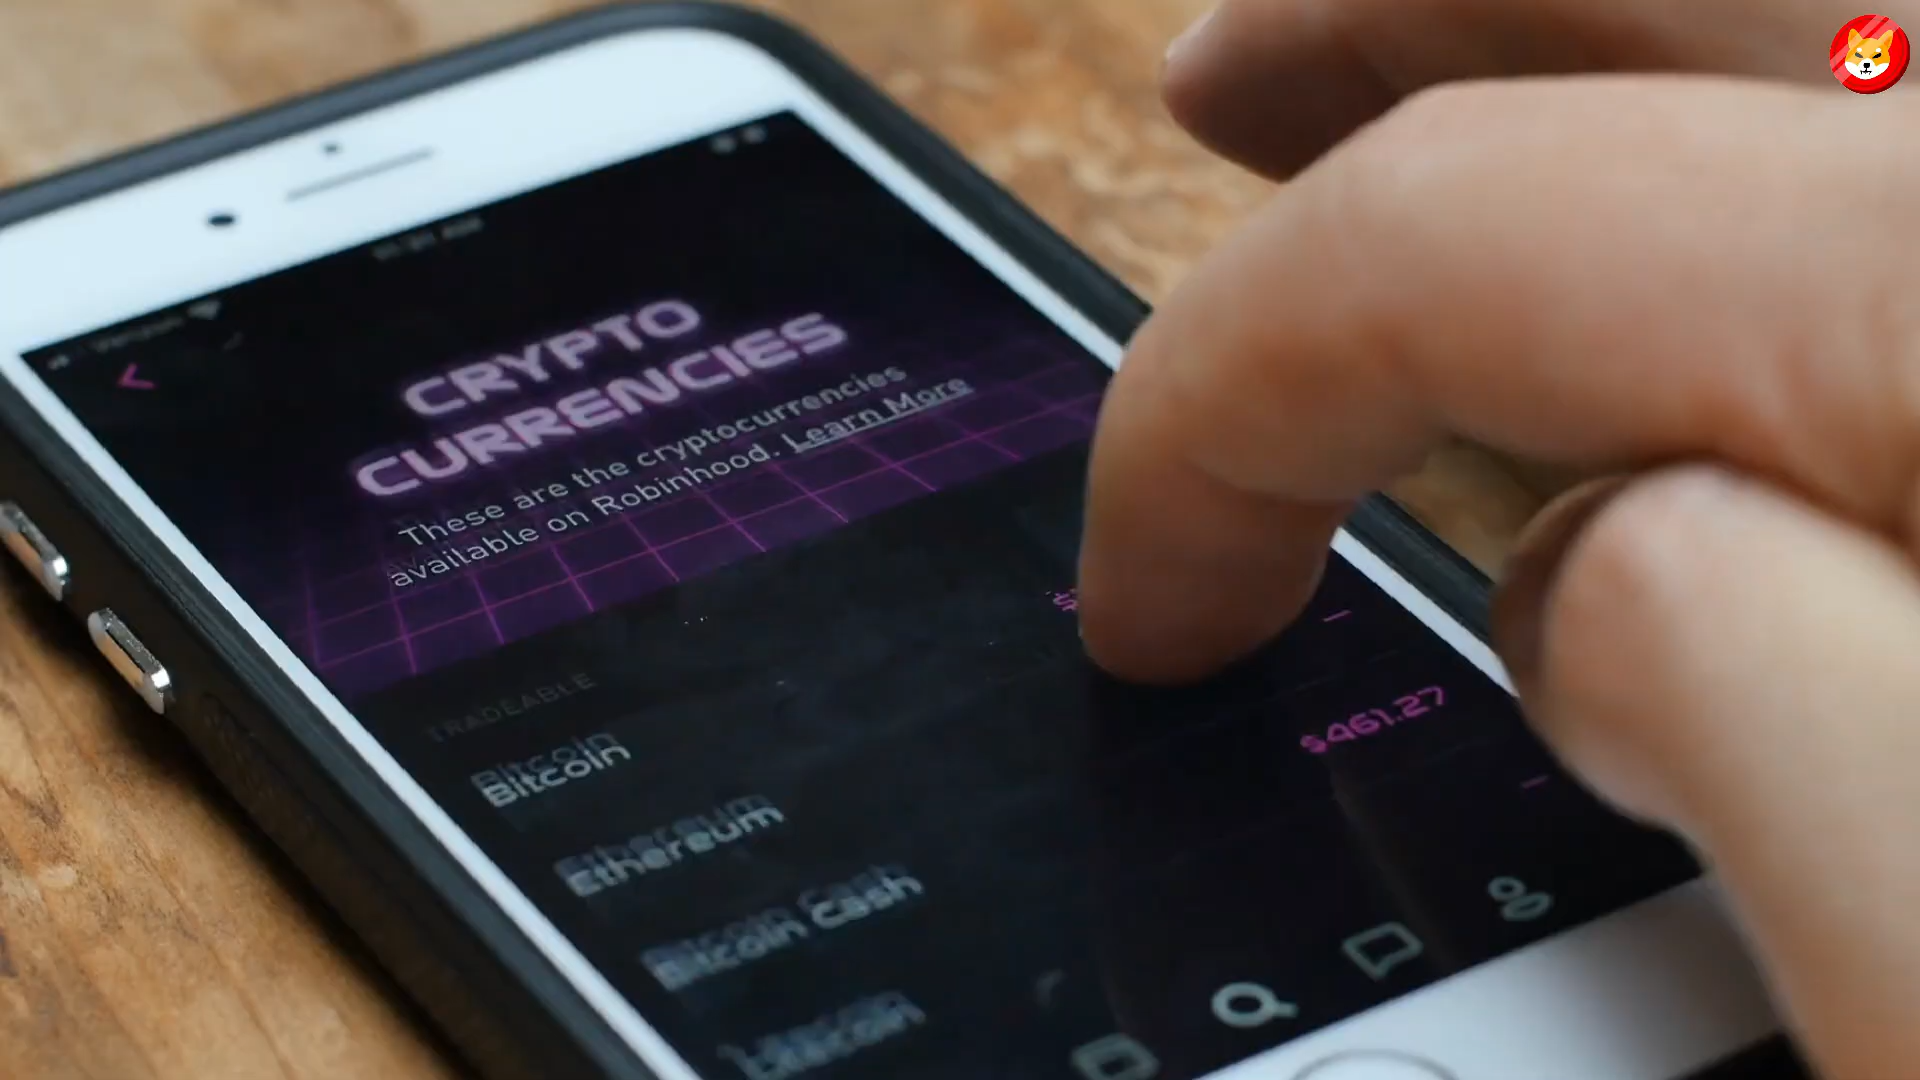 CRYPTO
CURRENCIES
These are the cryptocurrencies
available on Robinhood. Learn More
TRADEABLE
Bitcoin
Ethereum
$461.27
Bitcoin Cash